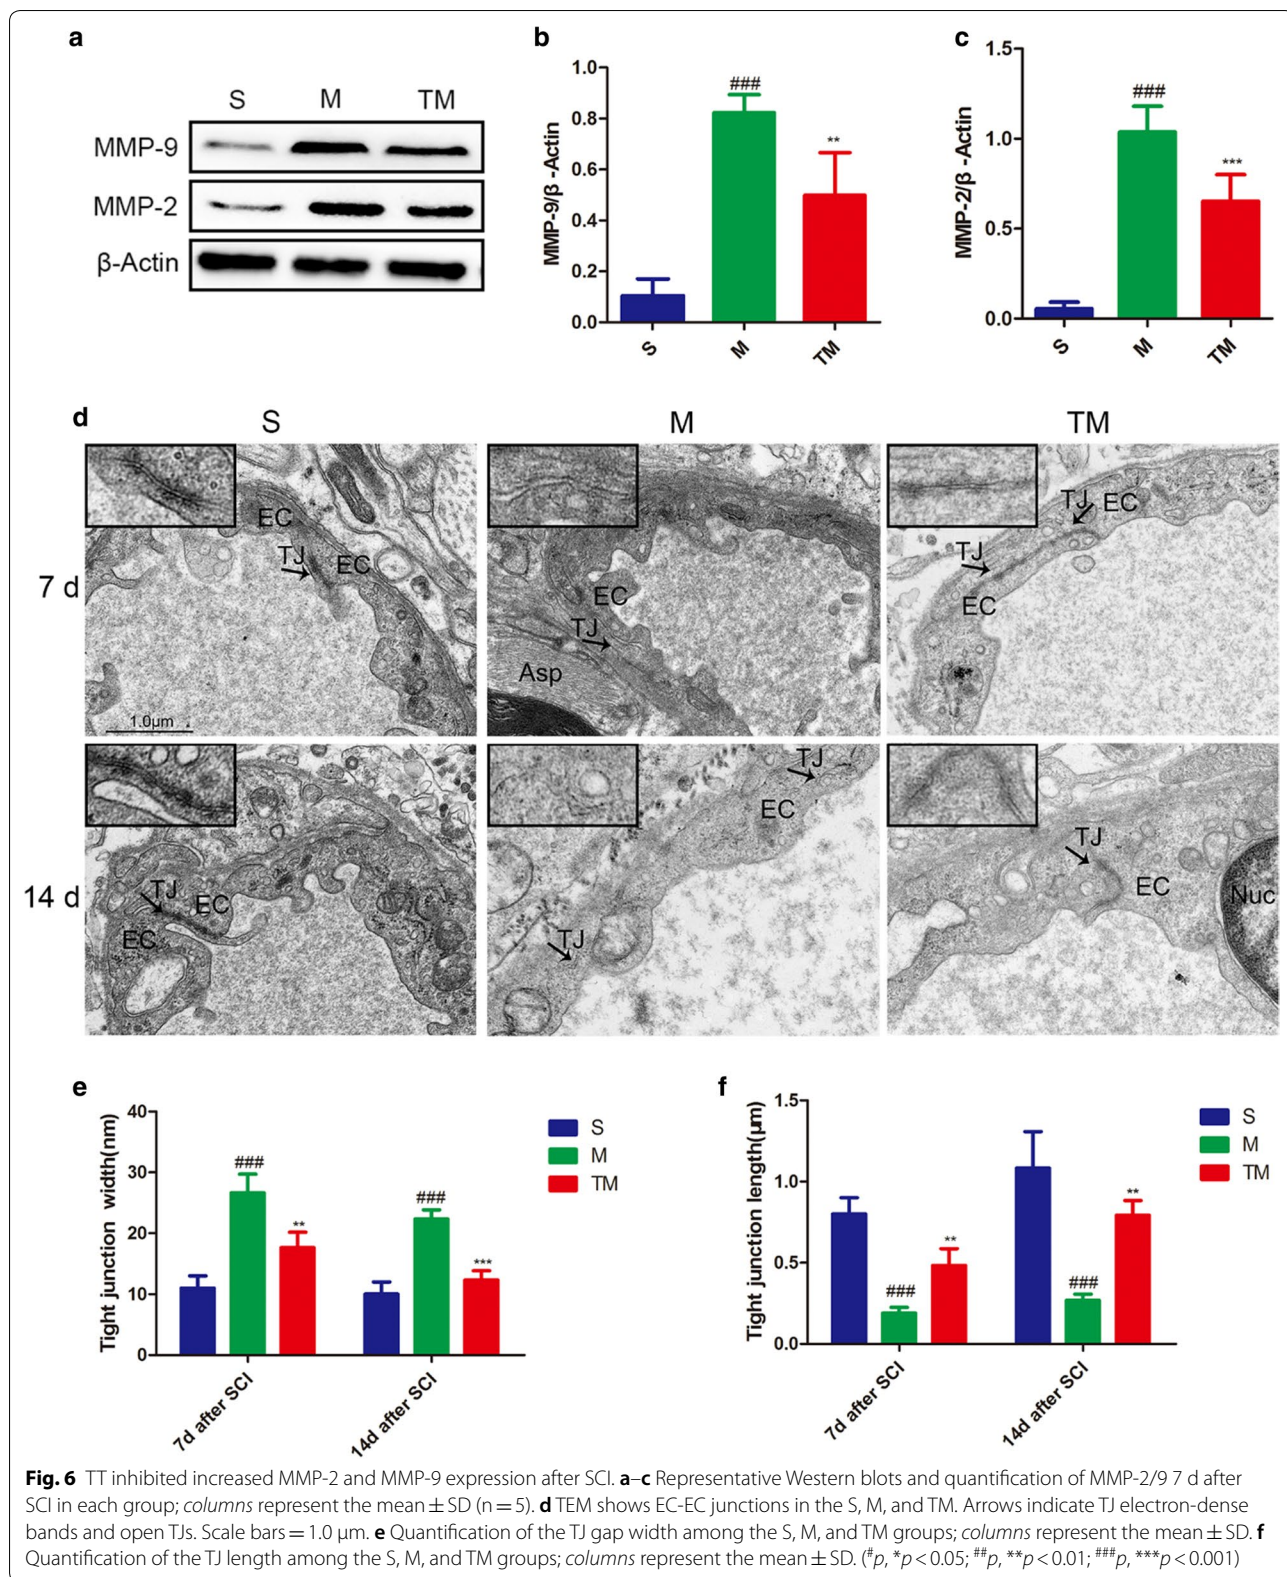 a
S M TM
MMP-9
MMP-2
β-Actin
b
MMP-9/β -Actin
1.0
0.8
0.6
0.4
0.2
0.0
###
**
S M TM
c
MMP-2/β -Actin
1.5
1.0
0.5
0.0
###
***
S M TM
d
S M TM
7 d
EC
TJ
EC
1.0μm
EC
TJ
Asp
TJ
EC
TJ
EC
14 d
TJ
EC
EC
TJ
EC
TJ
TJ
EC
Nuc
e
Tight junction width(nm)
40
30
20
10
0
###
**
###
***
7d after SCI
14d after SCI
S
M
TM
f
Tight junction length(μm)
1.5
1.0
0.5
0.0
###
**
###
**
7d after SCI
14d after SCI
S
M
TM
Fig. 6 TT inhibited increased MMP-2 and MMP-9 expression after SCI. a–c Representative Western blots and quantification of MMP-2/9 7 d after
SCI in each group; columns represent the mean ± SD (n = 5). d TEM shows EC-EC junctions in the S, M, and TM. Arrows indicate TJ electron-dense
bands and open TJs. Scale bars = 1.0 μm. e Quantification of the TJ gap width among the S, M, and TM groups; columns represent the mean ± SD. f
Quantification of the TJ length among the S, M, and TM groups; columns represent the mean ± SD. (#p, *p < 0.05; ##p, **p < 0.01; ###p, ***p < 0.001)